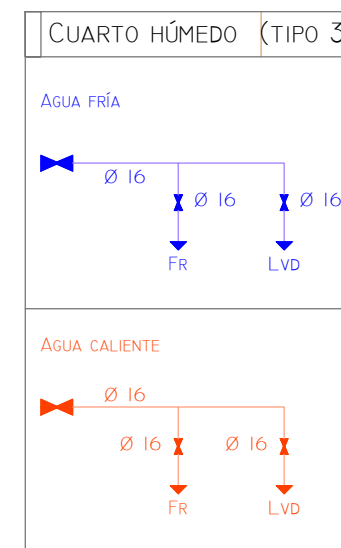 CUARTO HÚMEDO (TIPO 3
AGUA FRÍA
Ø 16
Ø 16 Ø 16
FR LVD
AGUA CALIENTE
Ø 16
Ø 16 Ø 16
FR LVD